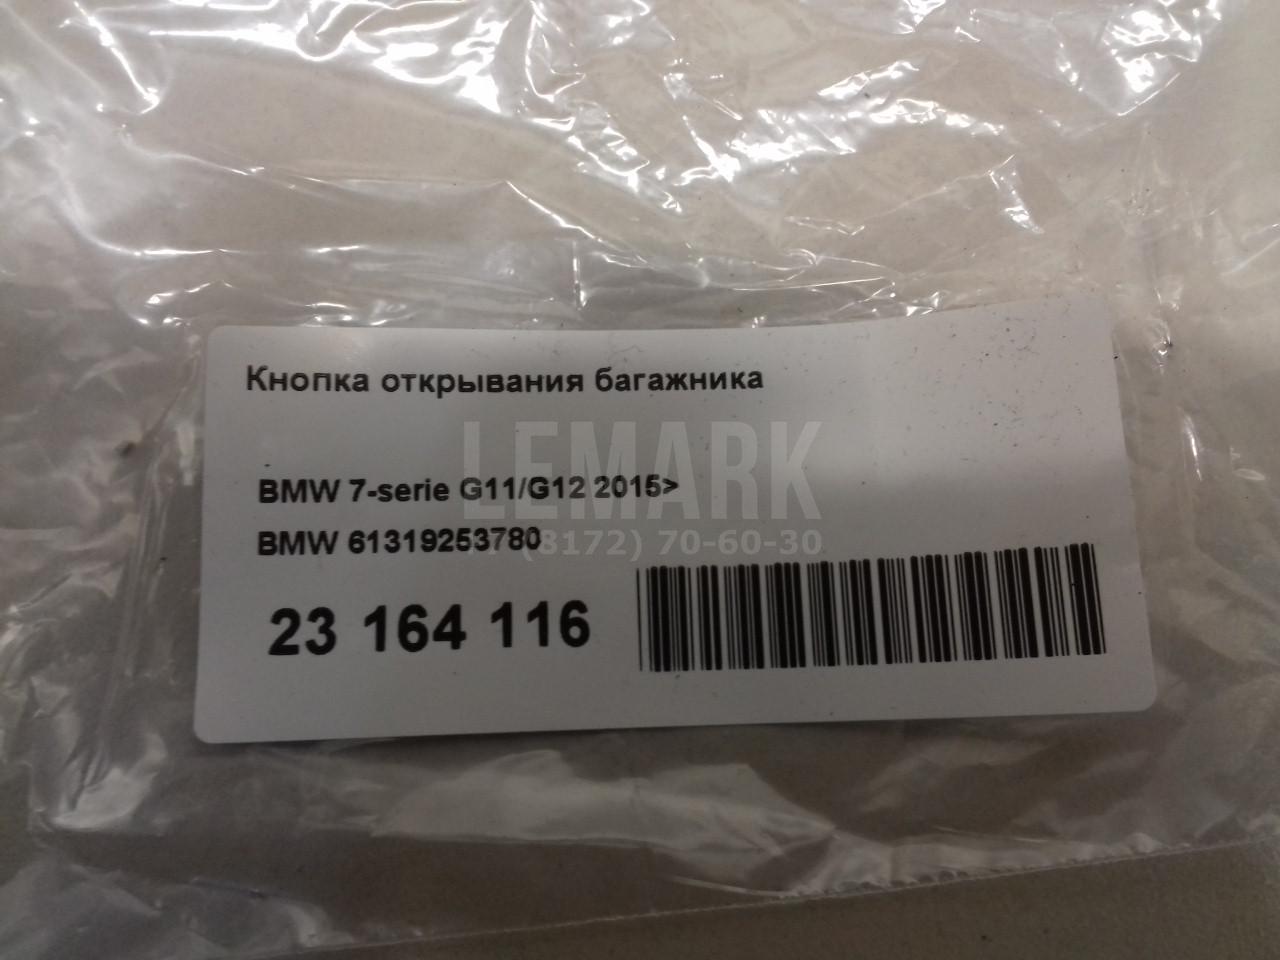 Кнопка открывания багажника
LEMARK
BMW 7-serie G11/G12 2015>
BMW 61319253780
(8172) 70-60-30
23 164 116